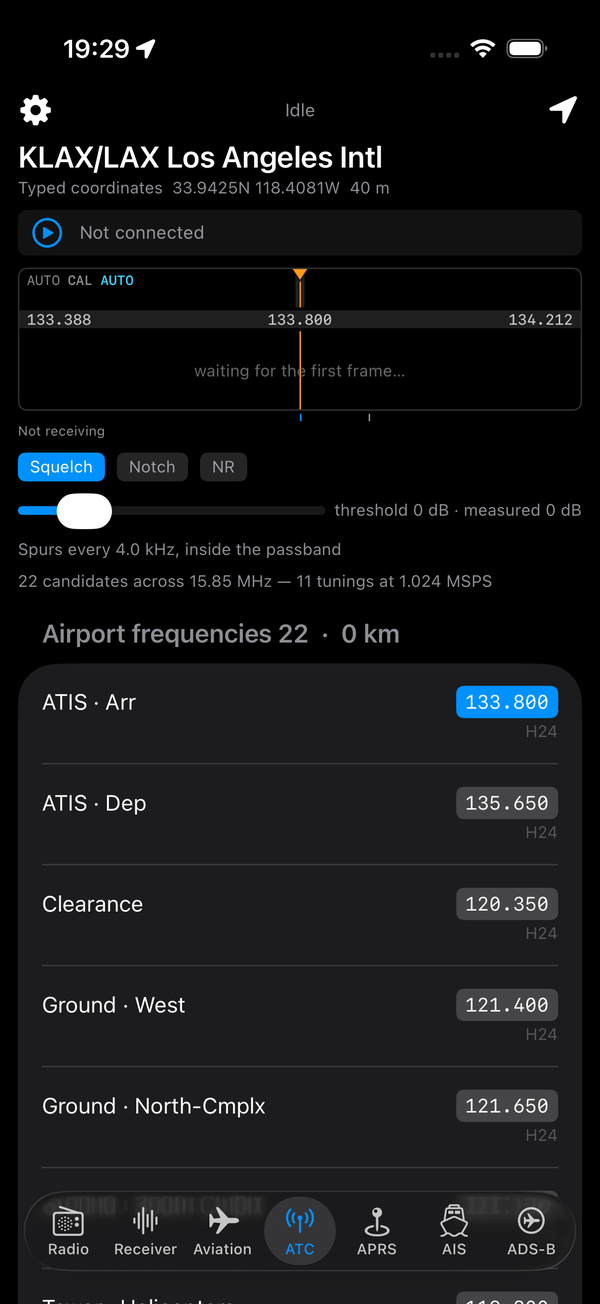 19:29
Idle
KLAX/LAX Los Angeles Intl
Typed coordinates 33.9425N 118.4081W 40 m
Not connected
AUTO CAL AUTO
133.388 133.800 134.212
waiting for the first frame...
Not receiving
Squelch Notch NR
threshold 0 dB · measured 0 dB
Spurs every 4.0 kHz, inside the passband
22 candidates across 15.85 MHz — 11 tunings at 1.024 MSPS
Airport frequencies 22 · 0 km
ATIS · Arr 133.800
H24
ATIS · Dep 135.650
H24
Clearance 120.350
H24
Ground · West 121.400
H24
Ground · North-Cmplx 121.650
H24
Radio Receiver Aviation ATC APRS AIS ADS-B